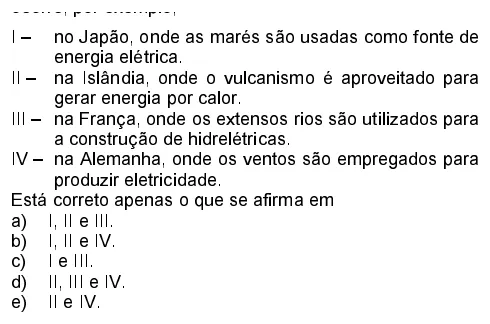 I – no Japão, onde as marés são usadas como fonte de
energia elétrica.
II – na Islândia, onde o vulcanismo é aproveitado para
gerar energia por calor.
III – na França, onde os extensos rios são utilizados para
a construção de hidrelétricas.
IV – na Alemanha, onde os ventos são empregados para
produzir eletricidade.
Está correto apenas o que se afirma em
a) I, II e III.
b) I, II e IV.
c) I e III.
d) II, III e IV.
e) II e IV.